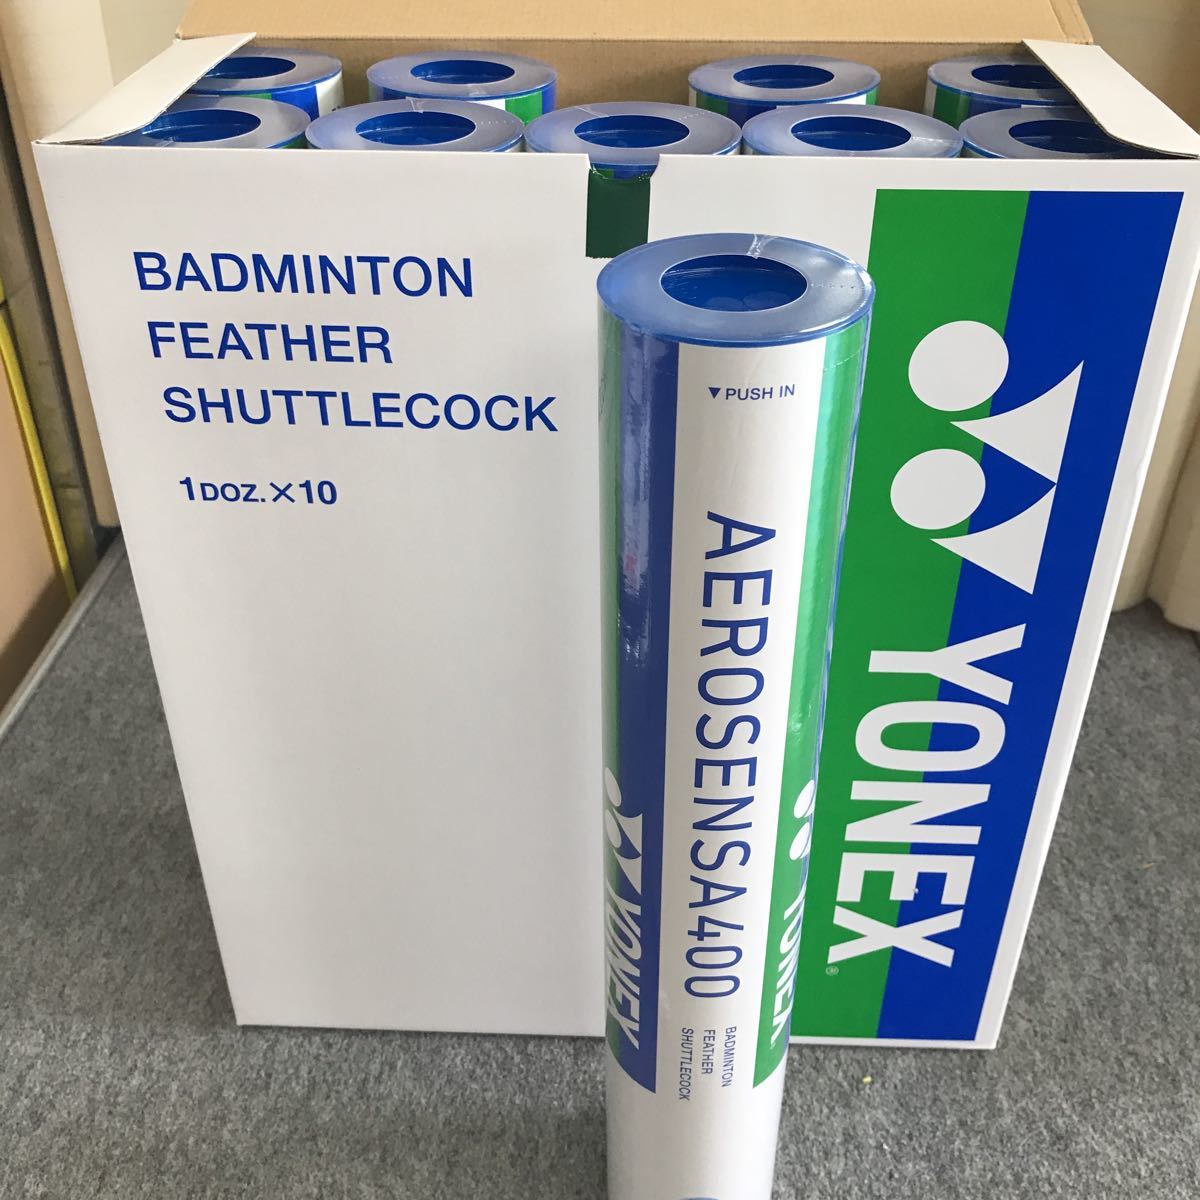 BADMINTON
FEATHER
SHUTTLECOCK
1DOZ.×10
YONEX®
▼PUSH IN
AEROSENSA400
BADMINTON
FEATHER
SHUTTLECOCK
YONEX
YONEX